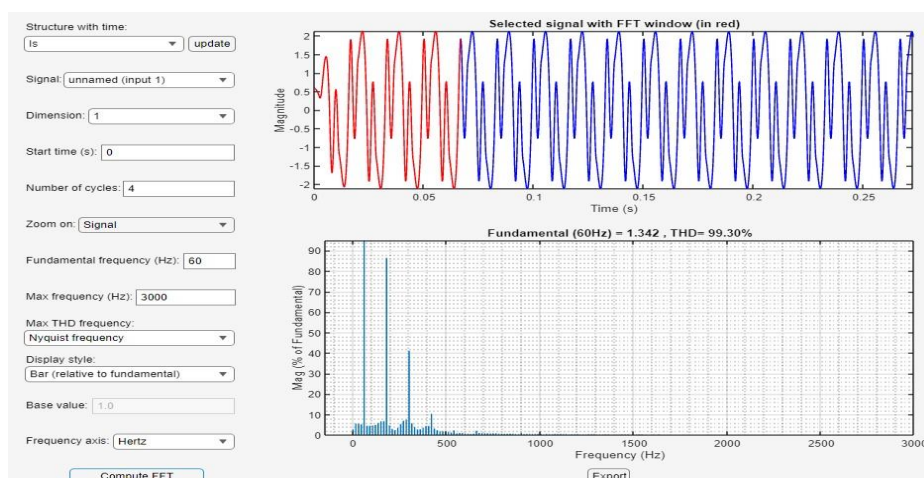 Structure with time:
Is
update
Signal: unnamed (input 1)
Dimension: 1
Start time (s): 0
Number of cycles: 4
Zoom on: Signal
Fundamental frequency (Hz): 60
Max frequency (Hz): 3000
Max THD frequency:
Nyquist frequency
Display style:
Bar (relative to fundamental)
Base value: 1.0
Frequency axis: Hertz
Compute FFT
Selected signal with FFT window (in red)
Magnitude
2
1.5
1
0.5
0
-0.5
-1
-1.5
-2
0 0.05 0.1 0.15 0.2 0.25
Time (s)
Fundamental (60Hz) = 1.342 , THD= 99.30%
Mag (% of Fundamental)
90
80
70
60
50
40
30
20
10
0
0 500 1000 1500 2000 2500 3000
Frequency (Hz)
Export